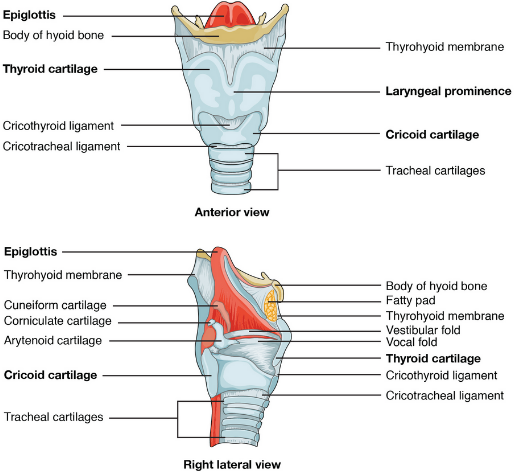 Epiglottis
Body of hyoid bone
Thyrohyoid membrane
Thyroid cartilage
Laryngeal prominence
Cricothyroid ligament
Cricoid cartilage
Cricotracheal ligament
Tracheal cartilages
Anterior view
Epiglottis
Thyrohyoid membrane
Cuneiform cartilage
Corniculate cartilage
Arytenoid cartilage
Cricoid cartilage
Tracheal cartilages
Body of hyoid bone
Fatty pad
Thyrohyoid membrane
Vestibular fold
Vocal fold
Thyroid cartilage
Cricothyroid ligament
Cricotracheal ligament
Right lateral view